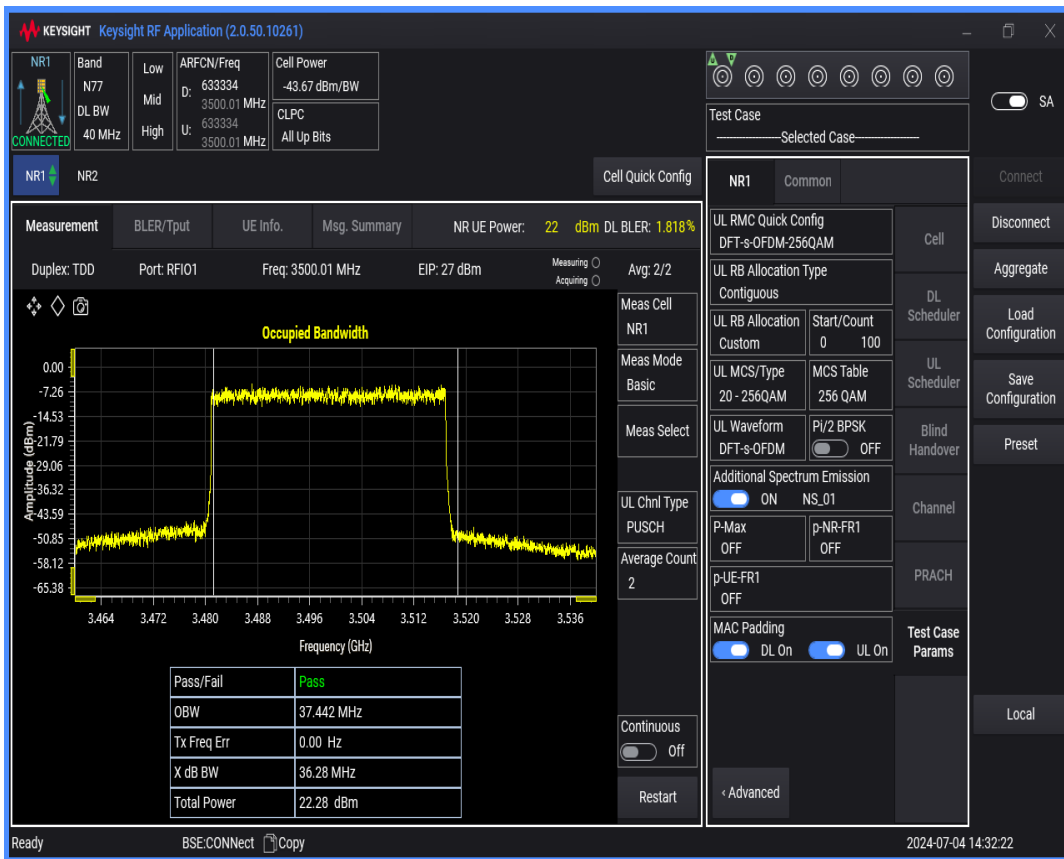 KEYSIGHT Keysight RF Application (2.0.50.10261)
NR1
CONNECTED
Band
N77
DL BW
40 MHz
Low
Mid
High
ARFCN/Freq
D: 633334
3500.01 MHz
U: 633334
3500.01 MHz
Cell Power
-43.67 dBm/BW
CLPC
All Up Bits
Test Case
Selected Case
SA
NR1
NR2
Cell Quick Config
Measurement
BLER/Tput
UE Info.
Msg. Summary
NR UE Power: 22 dBm DL BLER: 1.818%
Duplex: TDD
Port: RFIO1
Freq: 3500.01 MHz
EIP: 27 dBm
Measuring
Acquiring
Avg: 2/2
Occupied Bandwidth
Amplitude (dBm)
0.00
-7.26
-14.53
-21.79
-29.06
-36.32
-43.59
-50.85
-58.12
-65.38
3.464 3.472 3.480 3.488 3.496 3.504 3.512 3.520 3.528 3.536
Frequency (GHz)
Pass/Fail Pass
OBW 37.442 MHz
Tx Freq Err 0.00 Hz
X dB BW 36.28 MHz
Total Power 22.28 dBm
Meas Cell
NR1
Meas Mode
Basic
Meas Select
UL Chnl Type
PUSCH
Average Count
2
Continuous
Off
Restart
NR1
Common
UL RMC Quick Config
DFT-s-OFDM-256QAM
UL RB Allocation Type
Contiguous
UL RB Allocation
Custom
Start/Count
0 100
UL MCS/Type
20 - 256QAM
MCS Table
256 QAM
UL Waveform
DFT-s-OFDM
Pi/2 BPSK
OFF
Additional Spectrum Emission
ON NS_01
P-Max
OFF
p-NR-FR1
OFF
p-UE-FR1
OFF
MAC Padding
DL On
UL On
‹ Advanced
Cell
DL
Scheduler
UL
Scheduler
Blind
Handover
Channel
PRACH
Test Case
Params
Connect
Disconnect
Aggregate
Load
Configuration
Save
Configuration
Preset
Local
Ready
BSE:CONNect
Copy
2024-07-04 14:32:22